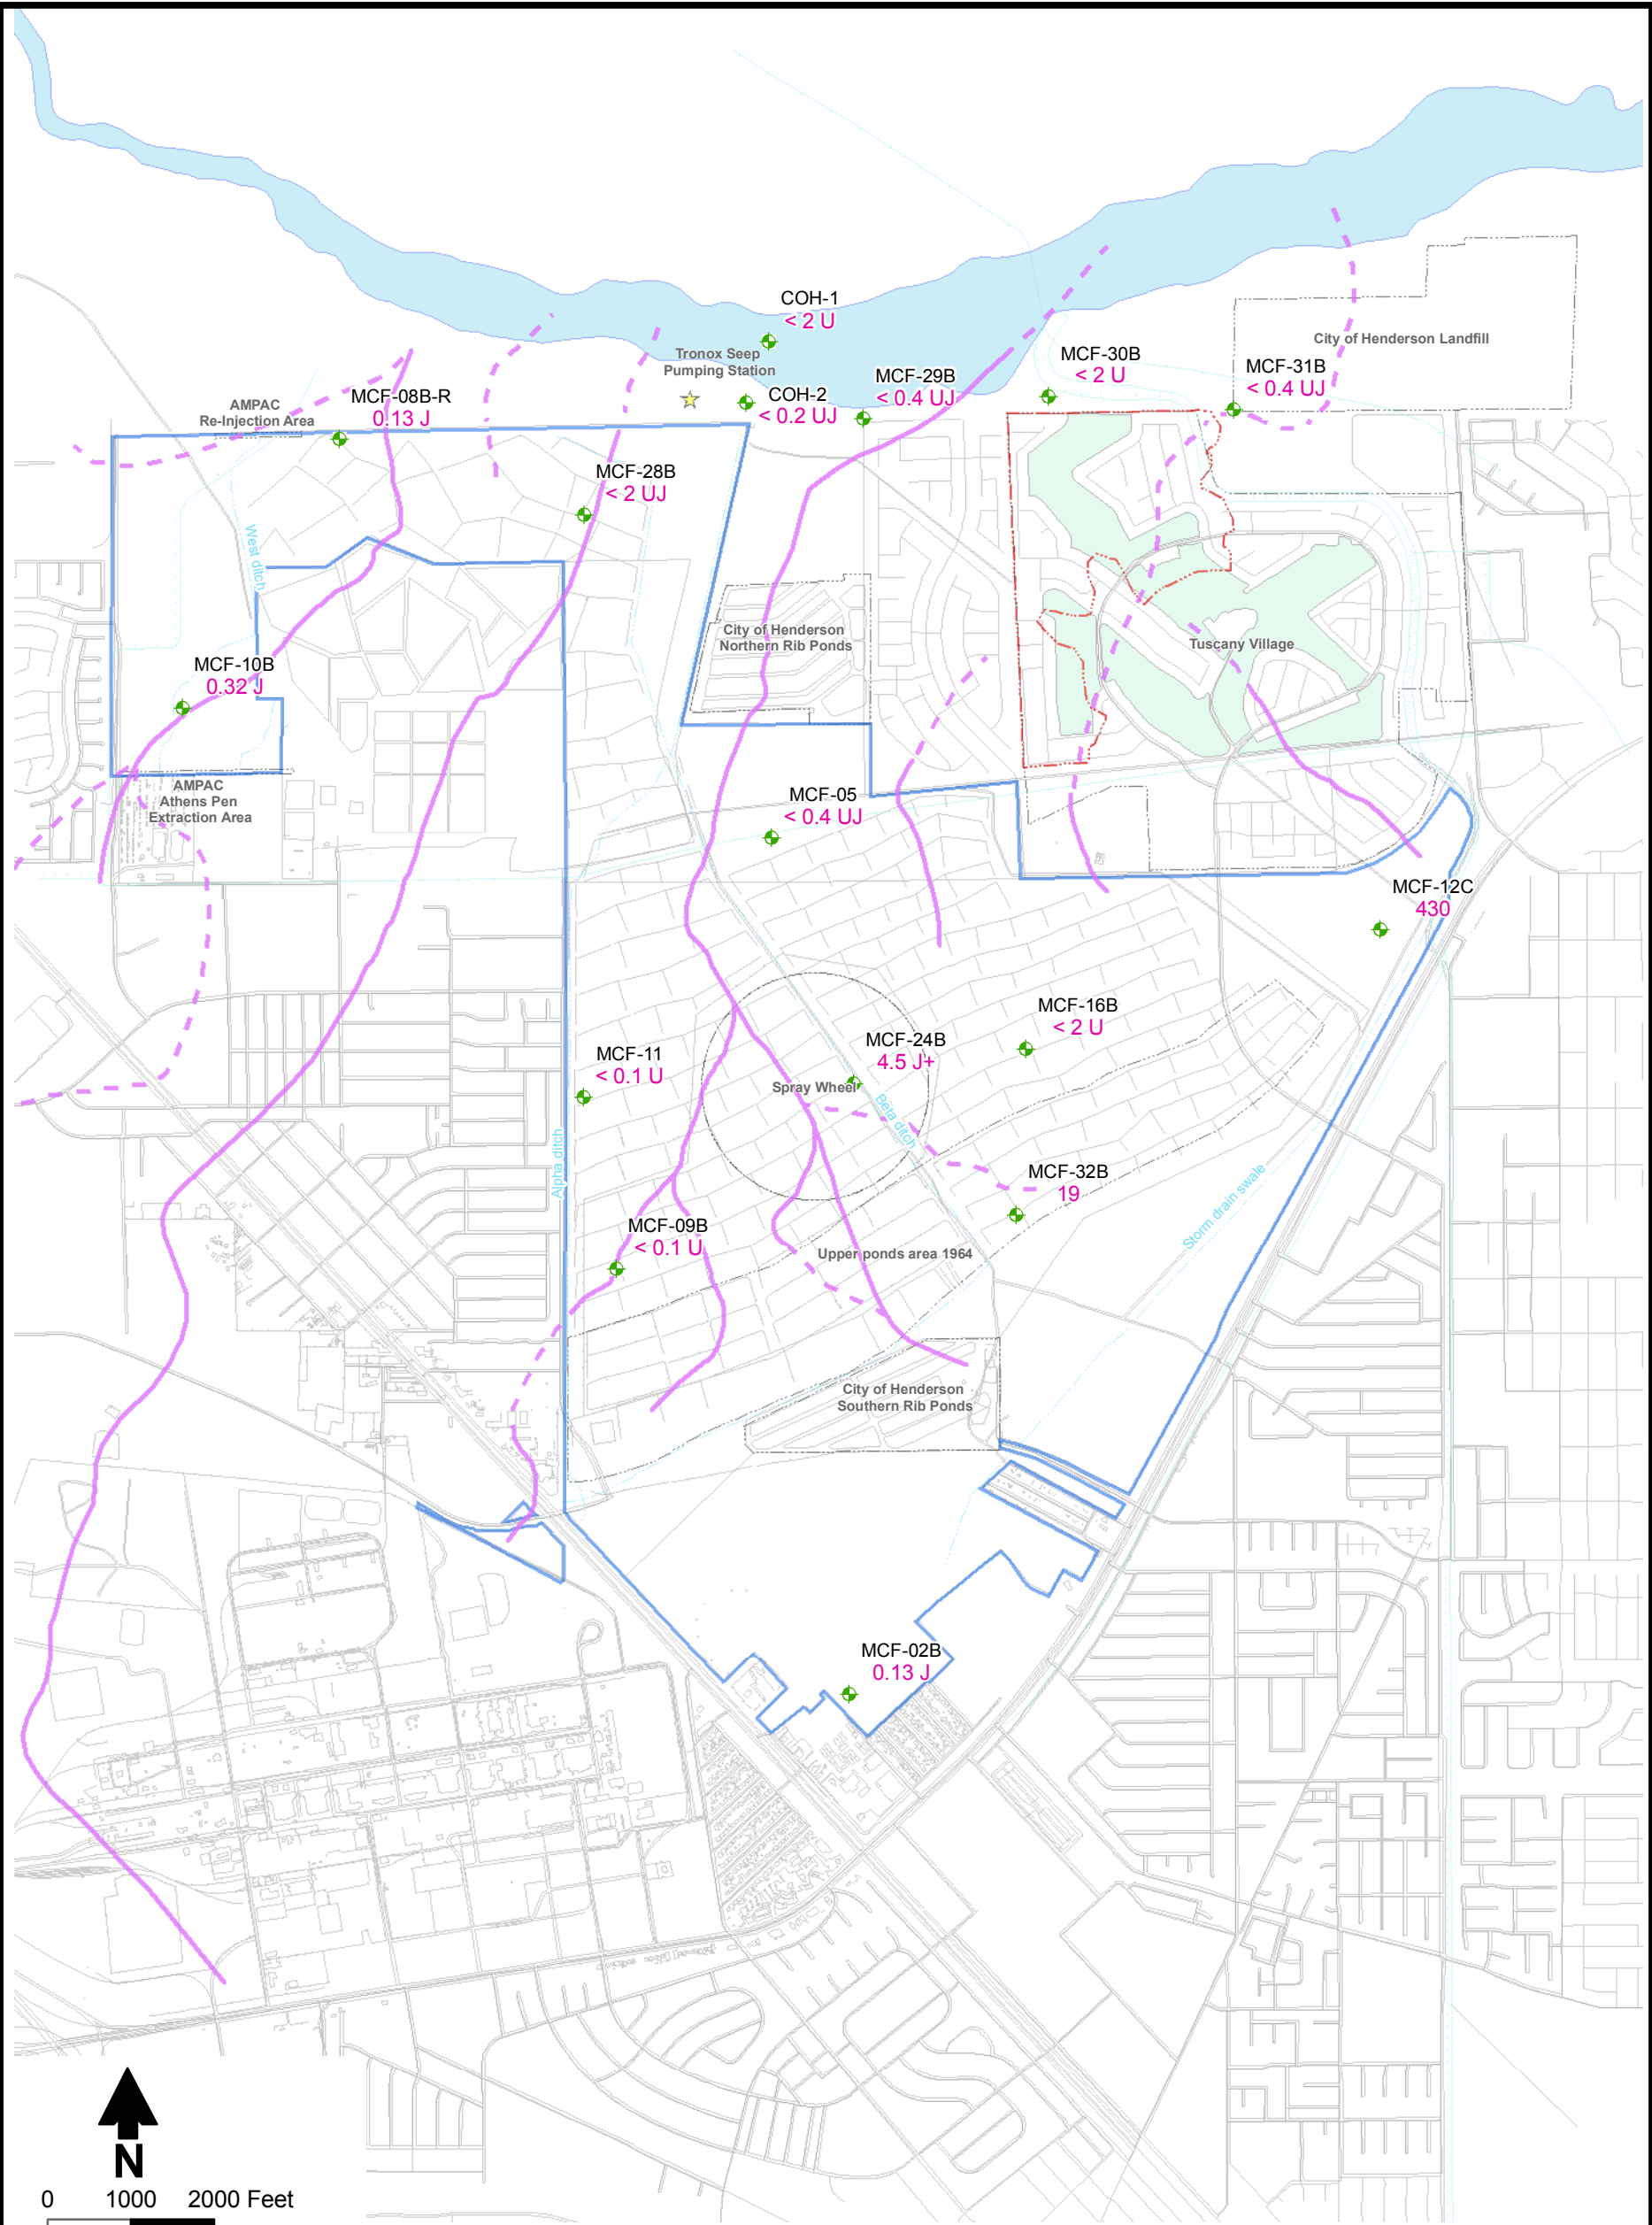 COH-1
< 2 U
Tronox Seep
Pumping Station
MCF-30B
< 2 U
City of Henderson Landfill
MCF-31B
< 0.4 UJ
MCF-29B
< 0.4 UJ
COH-2
< 0.2 UJ
AMPAC
Re-Injection Area
MCF-08B-R
0.13 J
MCF-28B
< 2 UJ
West ditch
City of Henderson
Northern Rib Ponds
Tuscany Village
MCF-10B
0.32 J
AMPAC
Athens Pen
Extraction Area
MCF-05
< 0.4 UJ
MCF-12C
430
MCF-16B
< 2 U
MCF-24B
4.5 J+
MCF-11
< 0.1 U
Spray Wheel
Beta ditch
Alpha ditch
MCF-32B
19
Storm drain swale
MCF-09B
< 0.1 U
Upper ponds area 1964
City of Henderson
Southern Rib Ponds
MCF-02B
0.13 J
N
0 1000 2000 Feet